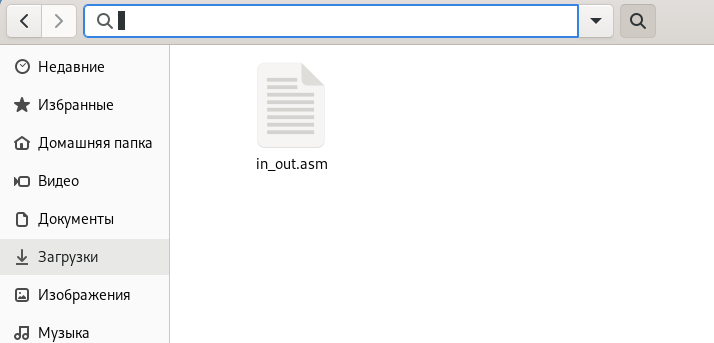 Недавние
Избранные
Домашняя папка
Видео
Документы
Загрузки
Изображения
Музыка
in_out.asm